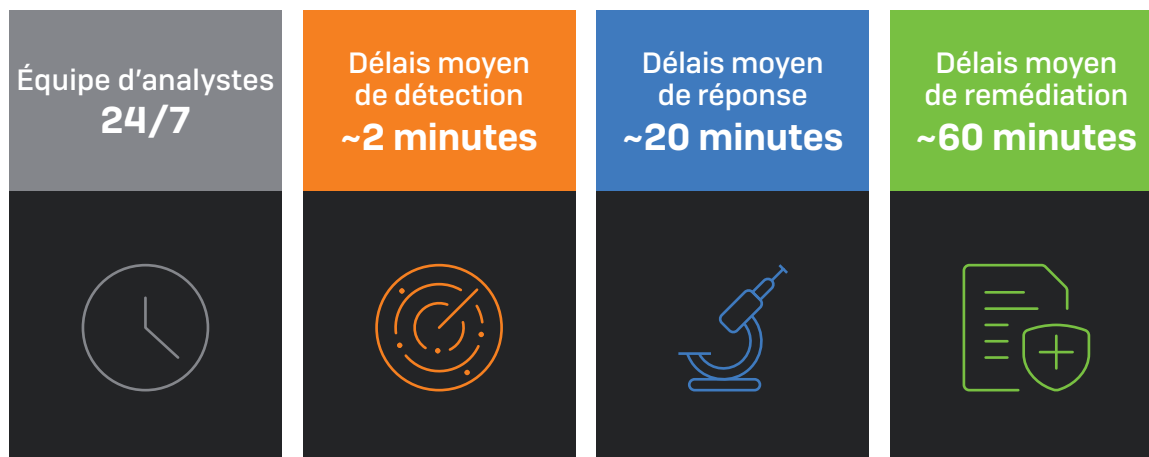 Équipe d'analystes
24/7
Délais moyen
de détection
~2 minutes
Délais moyen
de réponse
~20 minutes
Délais moyen
de remédiation
~60 minutes